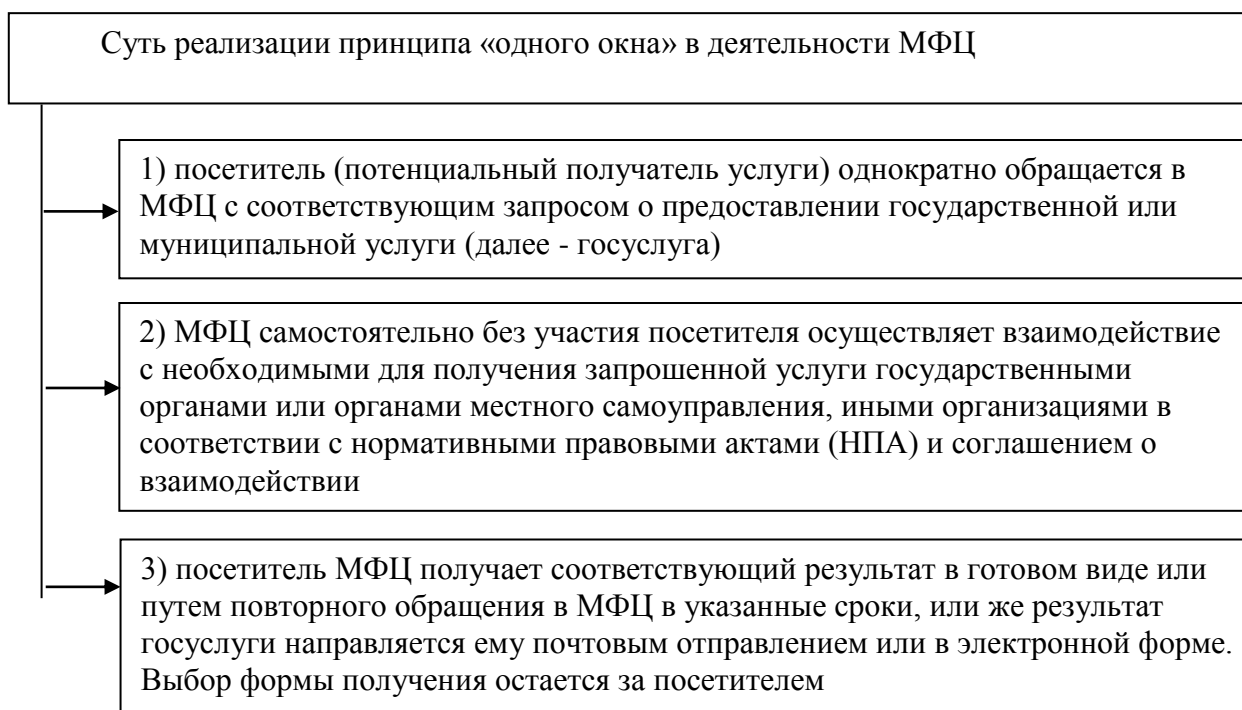 Суть реализации принципа «одного окна» в деятельности МФЦ
1) посетитель (потенциальный получатель услуги) однократно обращается в
МФЦ с соответствующим запросом о предоставлении государственной или
муниципальной услуги (далее - госуслуга)
2) МФЦ самостоятельно без участия посетителя осуществляет взаимодействие
с необходимыми для получения запрошенной услуги государственными
органами или органами местного самоуправления, иными организациями в
соответствии с нормативными правовыми актами (НПА) и соглашением о
взаимодействии
3) посетитель МФЦ получает соответствующий результат в готовом виде или
путем повторного обращения в МФЦ в указанные сроки, или же результат
госуслуги направляется ему почтовым отправлением или в электронной форме.
Выбор формы получения остается за посетителем